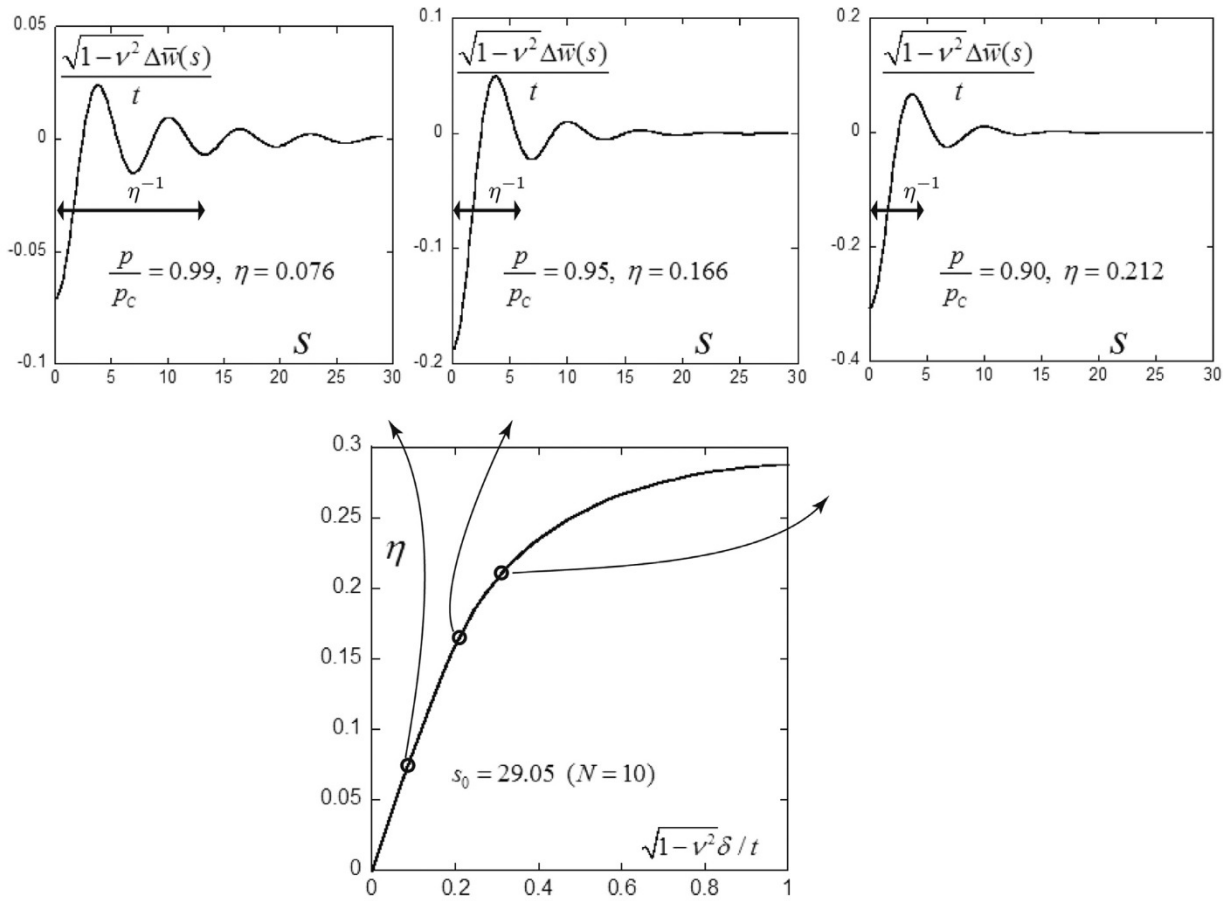 0.05
√1−ν² Δw̄(s)
t
0
η⁻¹
-0.05
p/p_C = 0.99, η = 0.076
S
-0.1
0 5 10 15 20 25 30
0.1
√1−ν² Δw̄(s)
t
0
η⁻¹
-0.1
p/p_C = 0.95, η = 0.166
S
-0.2
0 5 10 15 20 25 30
0.2
√1−ν² Δw̄(s)
t
0
η⁻¹
-0.2
p/p_C = 0.90, η = 0.212
S
-0.4
0 5 10 15 20 25 30
0.3
0.25
η
0.2
0.15
0.1
s₀ = 29.05 (N = 10)
0.05
√1−ν² δ / t
0
0 0.2 0.4 0.6 0.8 1